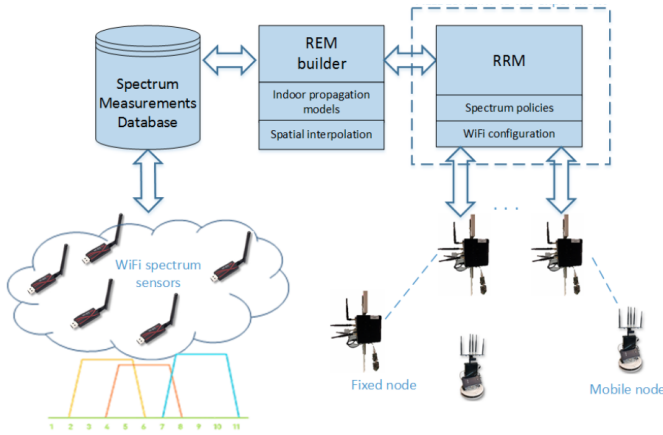 Spectrum
Measurements
Database
REM
builder
Indoor propagation
models
Spatial interpolation
RRM
Spectrum policies
WiFi configuration
. . .
WiFi spectrum
sensors
Fixed node
Mobile node
1 2 3 4 5 6 7 8 9 10 11